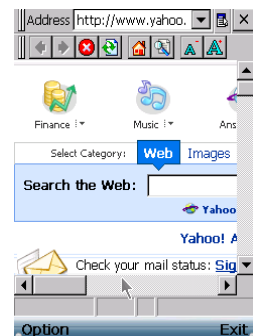 Address http://www.yahoo.
A A
Finance Music Ans
Select Category: Web Images
Search the Web:
Yahoo
Yahoo! A
Check your mail status: Sig
Option Exit